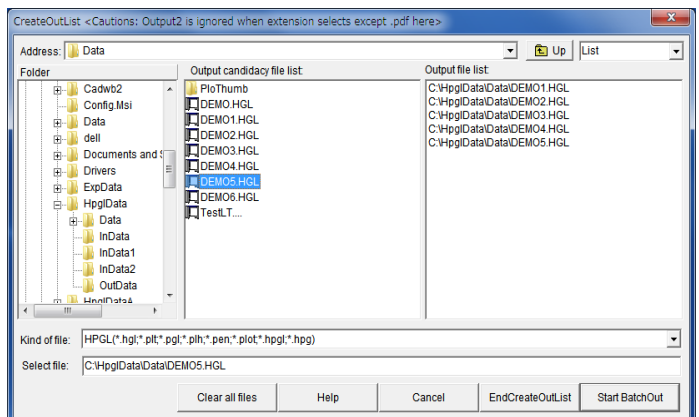 CreateOutList <Cautions: Output2 is ignored when extension selects except .pdf here>
Address: Data Up List
Folder
Cadwb2
Config.Msi
Data
dell
Documents and
Drivers
ExpData
HpglData
Data
InData
InData1
InData2
OutData
HpglDataA
Output candidacy file list:
PloThumb
DEMO.HGL
DEMO1.HGL
DEMO2.HGL
DEMO3.HGL
DEMO4.HGL
DEMO5.HGL
DEMO6.HGL
TestLT....
Output file list:
C:\HpglData\Data\DEMO1.HGL
C:\HpglData\Data\DEMO2.HGL
C:\HpglData\Data\DEMO3.HGL
C:\HpglData\Data\DEMO4.HGL
C:\HpglData\Data\DEMO5.HGL
Kind of file: HPGL(*.hgl;*.plt;*.pgl;*.plh;*.pen;*.plot;*.hpgl;*.hpg)
Select file: C:\HpglData\Data\DEMO5.HGL
Clear all files Help Cancel EndCreateOutList Start BatchOut